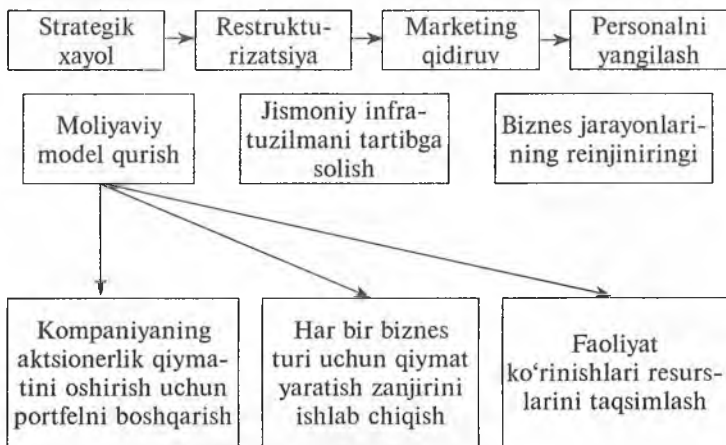 Strategik
xayol
Restruktu-
rizatsiya
Marketing
qidiruv
Personalni
yangilash
Moliyaviy
model qurish
Jismoniy infra-
tuzilmani tartibga
solish
Biznes jarayonlari-
ning reinjiniringi
Kompaniyaning
aktsionerlik qiyma-
tini oshirish uchun
portfelni boshqarish
Har bir biznes
turi uchun qiymat
yaratish zanjirini
ishlab chiqish
Faoliyat
ko‘rinishlari resurs-
larini taqsimlash